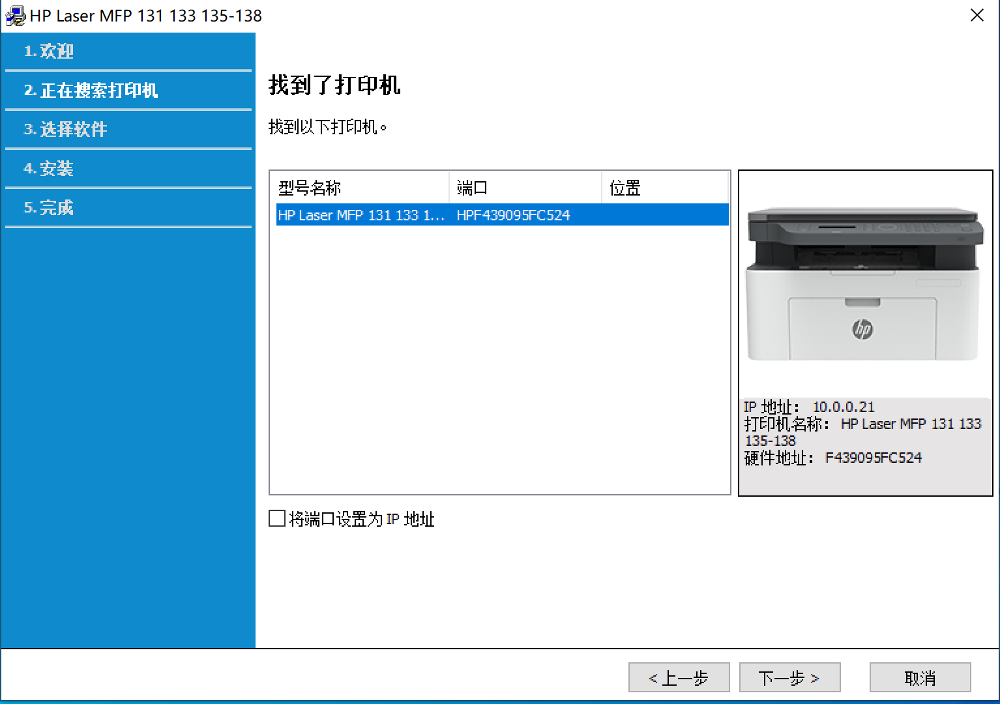 HP Laser MFP 131 133 135-138
1. 欢迎
2. 正在搜索打印机
3. 选择软件
4. 安装
5. 完成
找到了打印机
找到以下打印机。
型号名称 端口 位置
HP Laser MFP 131 133 1... HPF439095FC524
hp
IP 地址： 10.0.0.21
打印机名称： HP Laser MFP 131 133
135-138
硬件地址： F439095FC524
将端口设置为 IP 地址
< 上一步 下一步 > 取消